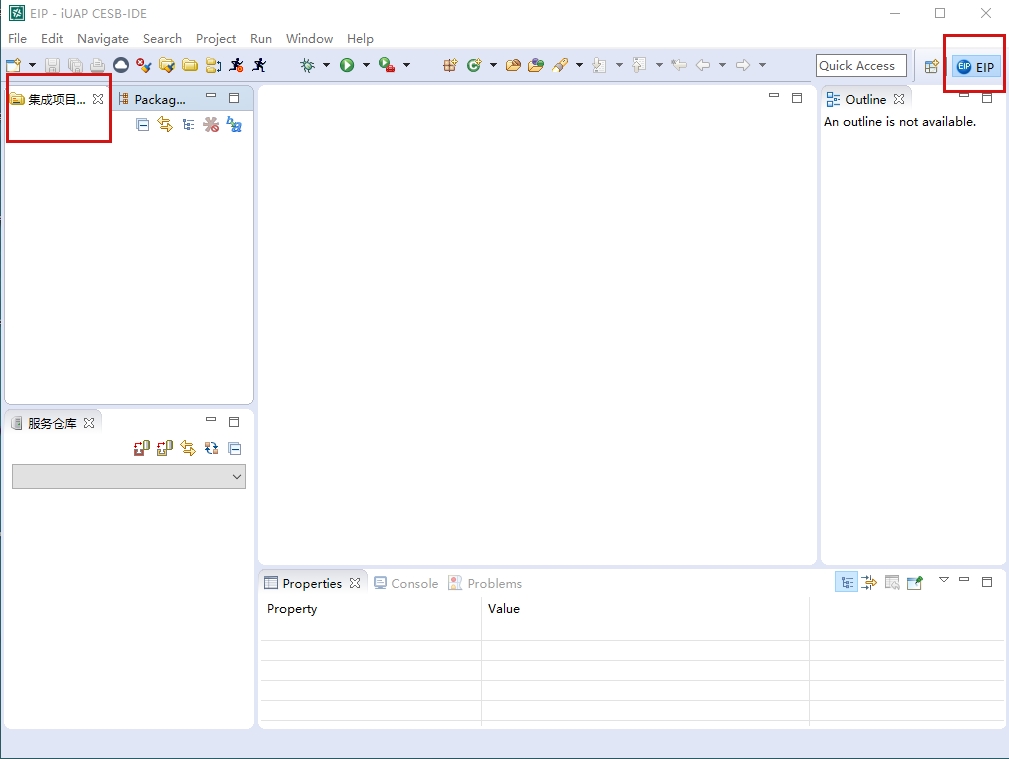 EIP - iUAP CESB-IDE
File Edit Navigate Search Project Run Window Help
Quick Access
EIP EIP
集成项目...
Packag...
Outline
An outline is not available.
服务仓库
Properties Console Problems
Property Value